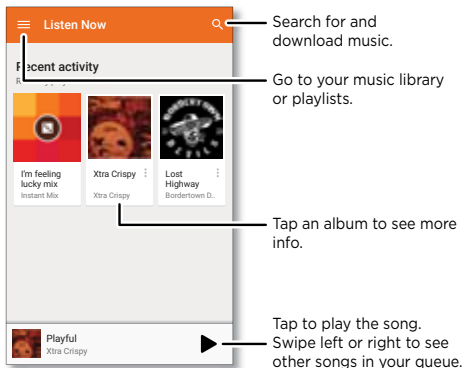 Listen Now
Search for and
download music.
Recent activity
Go to your music library
or playlists.
BORDERTOWN
DEVILS
I'm feeling
lucky mix
Instant Mix
Xtra Crispy
Xtra Crispy
Lost
Highway
Bordertown D..
Tap an album to see more
info.
Playful
Xtra Crispy
Tap to play the song.
Swipe left or right to see
other songs in your queue.